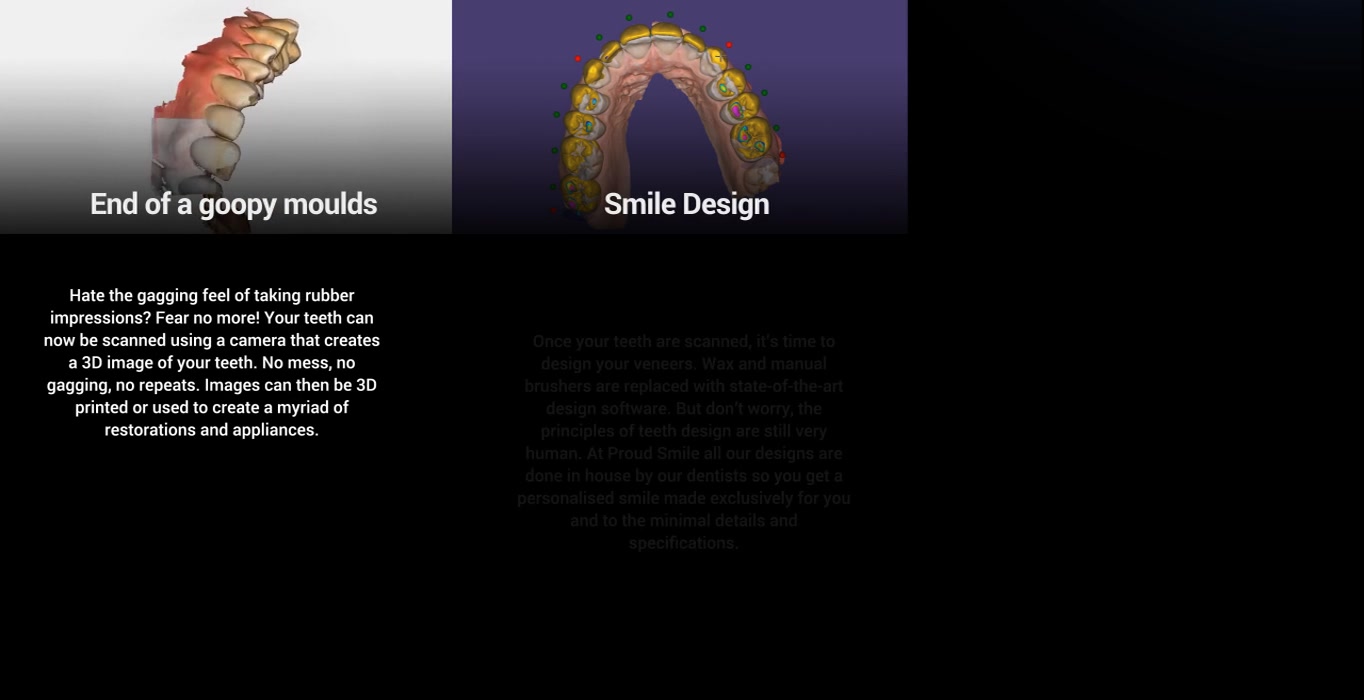 End of a goopy moulds
Hate the gagging feel of taking rubber
impressions? Fear no more! Your teeth can
now be scanned using a camera that creates
a 3D image of your teeth. No mess, no
gagging, no repeats. Images can then be 3D
printed or used to create a myriad of
restorations and appliances.
Smile Design
Once your teeth are scanned, it's time to
design your veneers. Wax and manual
brushers are replaced with state-of-the-art
design software. But don't worry, the
principles of teeth design are still very
human. At Proud Smile all our designs are
done in house by our dentists so you get a
personalised smile made exclusively for you
and to the minimal details and
specifications.